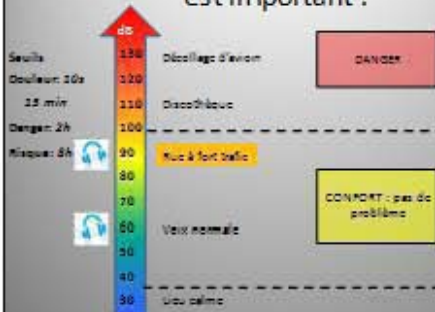 est important :
dB
Seuils
Douleur: 10s
15 min
Danger: 2h
Risque: 8h
130
120
110
100
90
80
70
60
50
40
30
Décollage d'avion
Discothèque
Rue à fort trafic
Voix normale
Lieu calme
DANGER
CONFORT : pas de
problème